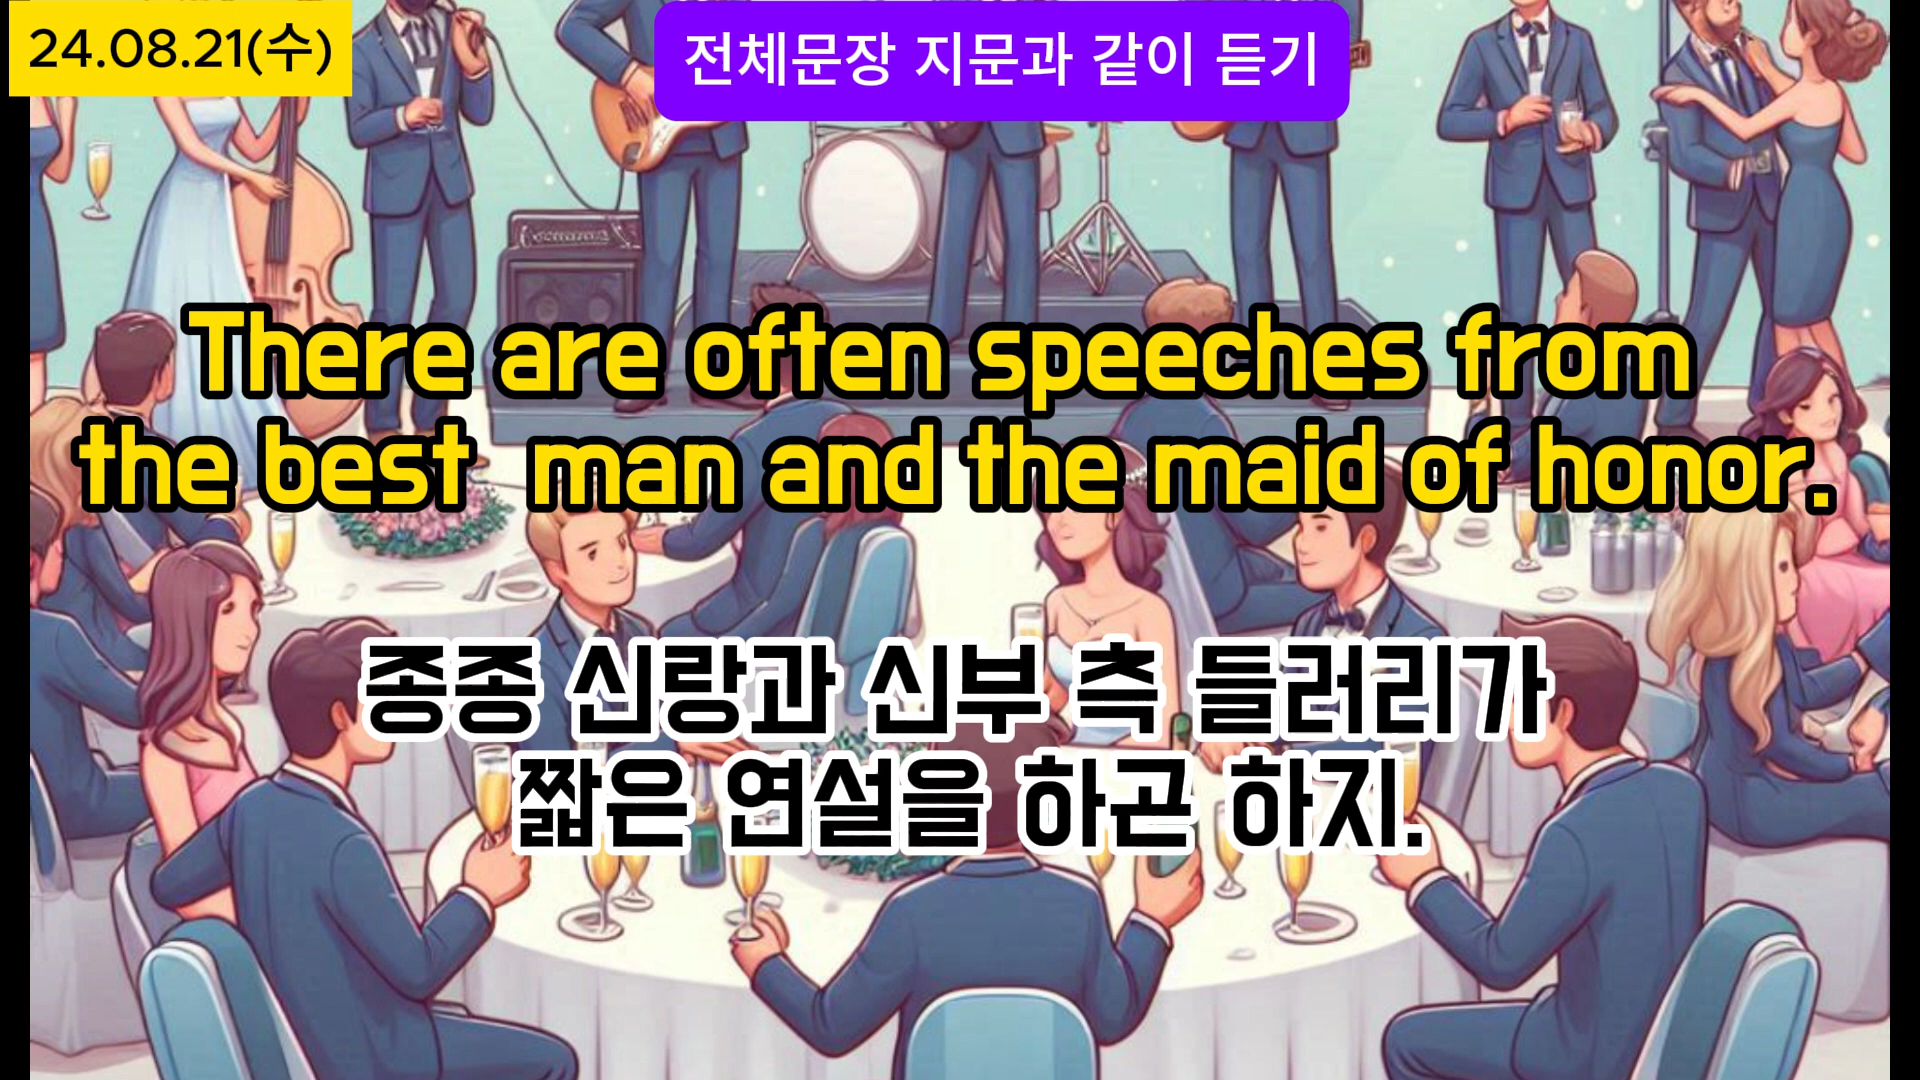 24.08.21(수)
전체문장 지문과 같이 듣기
There are often speeches from
the best man and the maid of honor.
종종 신랑과 신부 측 들러리가
짧은 연설을 하곤 하지.